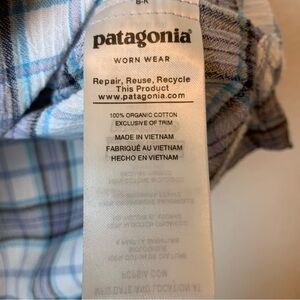 patagonia®
WORN WEAR
Repair, Reuse, Recycle
This Product
www.patagonia.com
100% ORGANIC COTTON
EXCLUSIVE OF TRIM
MADE IN VIETNAM
FABRIQUÉ AU VIETNAM
HECHO EN VIETNAM